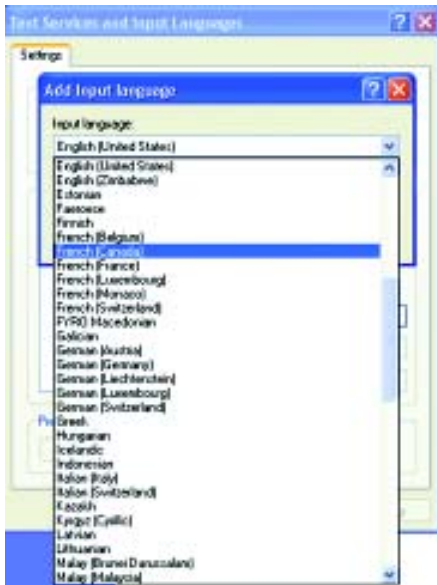 Text Services and Input Languages
Settings
Add Input language
Input language:
English (United States)
English (United States)
English (Zimbabwe)
Estonian
Faeroese
Finnish
French (Belgium)
French (Canada)
French (France)
French (Luxembourg)
French (Monaco)
French (Switzerland)
FYRO Macedonian
Galician
German (Austria)
German (Germany)
German (Liechtenstein)
German (Luxembourg)
German (Switzerland)
Greek
Hungarian
Icelandic
Indonesian
Italian (Italy)
Italian (Switzerland)
Kazakh
Kyrgyz (Cyrillic)
Latvian
Lithuanian
Malay (Brunei Darussalam)
Malay (Malaysia)